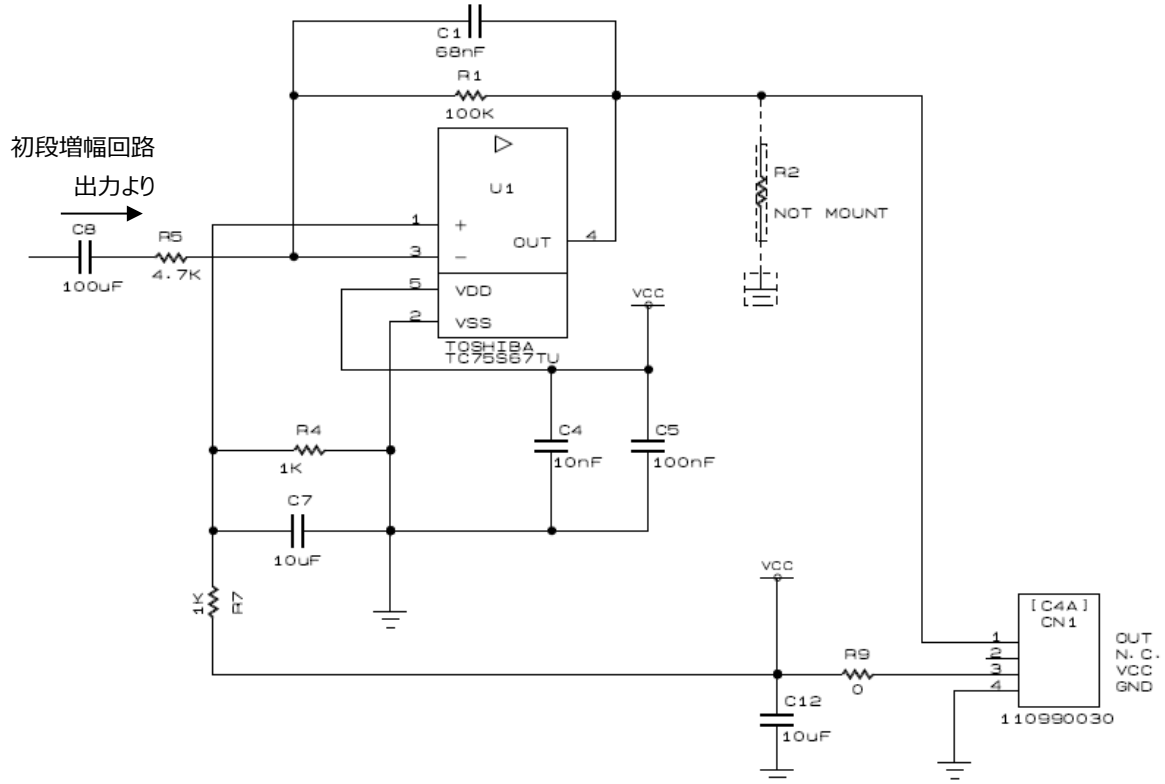 C1
68nF
R1
100K
初段増幅回路
出力より
U1
R2
NOT MOUNT
C8
100uF
R5
4.7K
1
+
3
−
OUT
4
5
VDD
2
VSS
VCC
TOSHIBA
TC75S67TU
R4
1K
C4
10nF
C5
100nF
C7
10uF
1K
R7
VCC
[C4A]
CN1
R9
0
1
2
3
4
OUT
N.C.
VCC
GND
C12
10uF
110990030